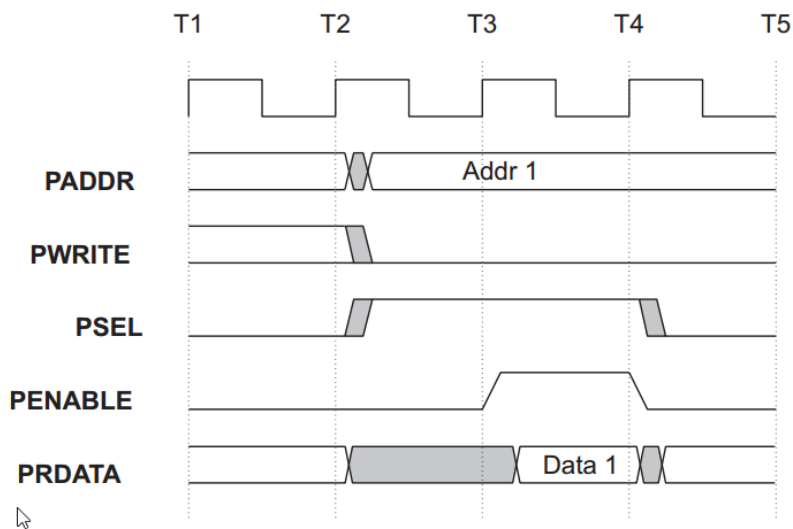 T1 T2 T3 T4 T5
PADDR Addr 1
PWRITE
PSEL
PENABLE
PRDATA Data 1